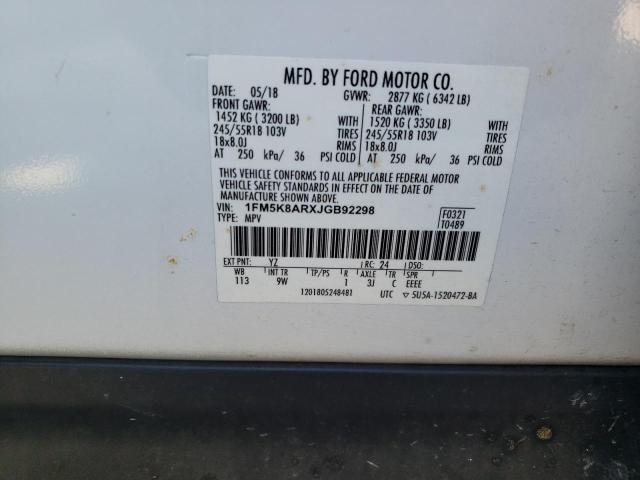 MFD. BY FORD MOTOR CO.
DATE: 05/18 GVWR: 2877 KG ( 6342 LB)
FRONT GAWR: REAR GAWR:
1452 KG ( 3200 LB) WITH 1520 KG ( 3350 LB) WITH
245/55R18 103V TIRES 245/55R18 103V TIRES
18x8.0J RIMS 18x8.0J RIMS
AT 250 kPa/ 36 PSI COLD AT 250 kPa/ 36 PSI COLD
THIS VEHICLE CONFORMS TO ALL APPLICABLE FEDERAL MOTOR
VEHICLE SAFETY STANDARDS IN EFFECT ON THE DATE OF
MANUFACTURE SHOWN ABOVE.
VIN: 1FM5K8ARXJGB92298 F0321
TYPE: MPV T0489
EXT PNT: YZ RC: 24 DSO:
WB INT TR TP/PS R AXLE TR SPR
113 9W 1 3J C EEEE
1201805248481 UTC ▽ 5U5A-1520472-BA